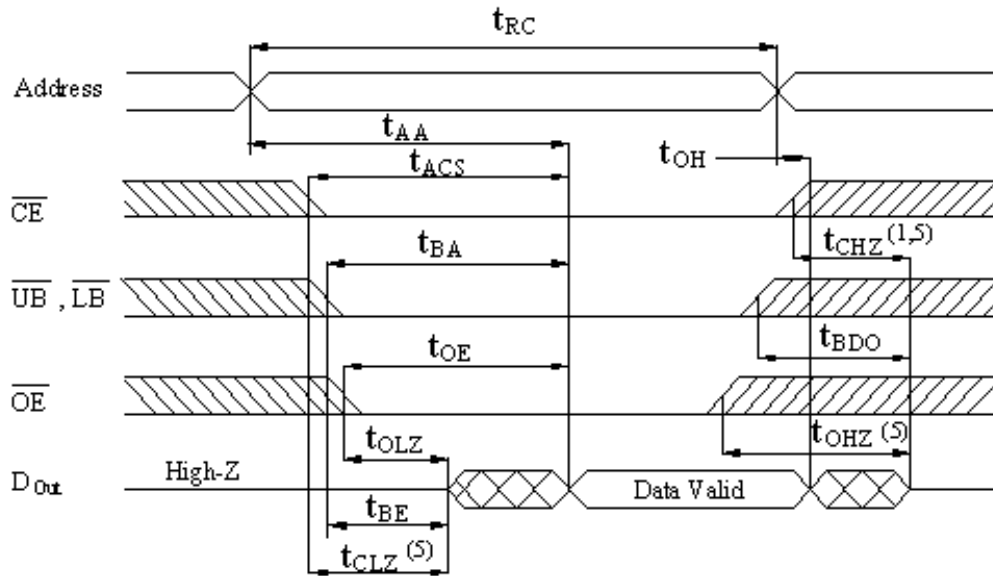 tRC
Address
tAA
tOH
tACS
CE
tCHZ (1,5)
tBA
UB , LB
tBDO
tOE
OE
tOHZ (5)
tOLZ
High-Z
DOut
Data Valid
tBE
tCLZ (5)